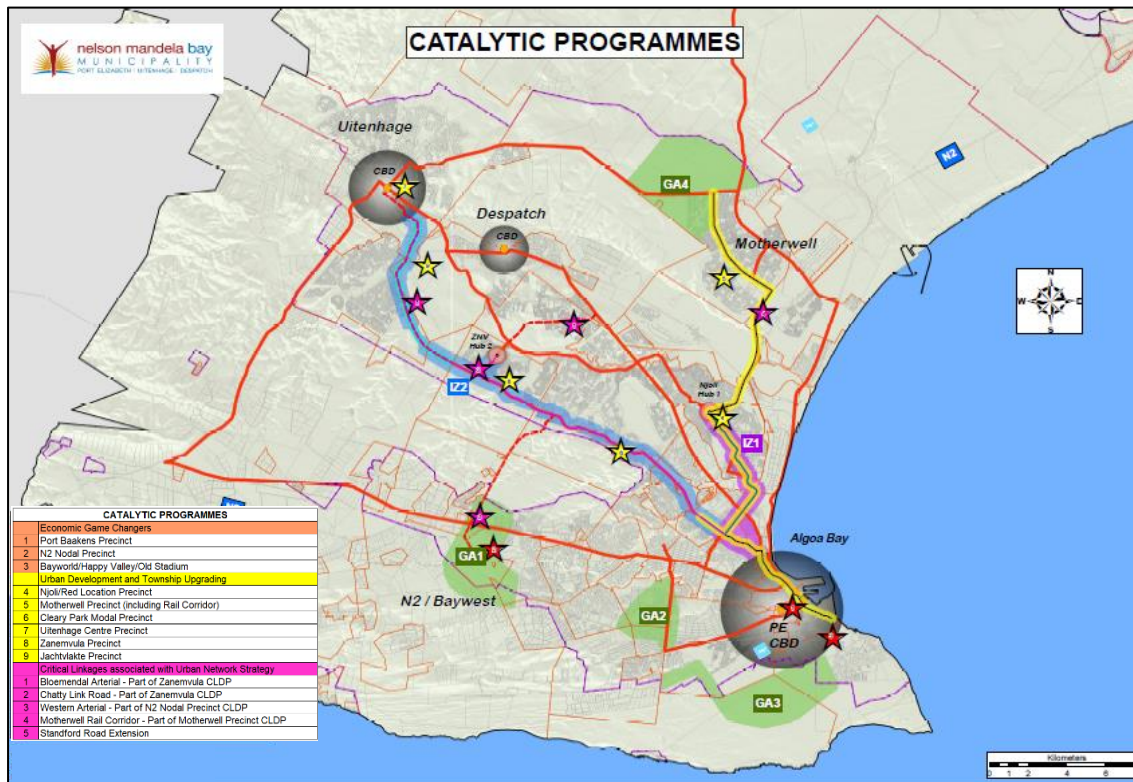 nelson mandela bay
MUNICIPALITY
PORT ELIZABETH | UITENHAGE | DESPATCH
CATALYTIC PROGRAMMES
Uitenhage
CBD
Despatch
CBD
GA4
Motherwell
N2
N
W E
S
ZNV
Hub 2
IZ2
Njoli
Hub 1
IZ1
Algoa Bay
GA1
N2 / Baywest
GA2
PE
CBD
GA3
Kilometers
0 1 2 4 6
CATALYTIC PROGRAMMES
Economic Game Changers
1 Port Baakens Precinct
2 N2 Nodal Precinct
3 Bayworld/Happy Valley/Old Stadium
Urban Development and Township Upgrading
4 Njoli/Red Location Precinct
5 Motherwell Precinct (including Rail Corridor)
6 Cleary Park Modal Precinct
7 Uitenhage Centre Precinct
8 Zanemvula Precinct
9 Jachtvlakte Precinct
Critical Linkages associated with Urban Network Strategy
1 Bloemendal Arterial - Part of Zanemvula CLDP
2 Chatty Link Road - Part of Zanemvula CLDP
3 Western Arterial - Part of N2 Nodal Precinct CLDP
4 Motherwell Rail Corridor - Part of Motherwell Precinct CLDP
5 Standford Road Extension